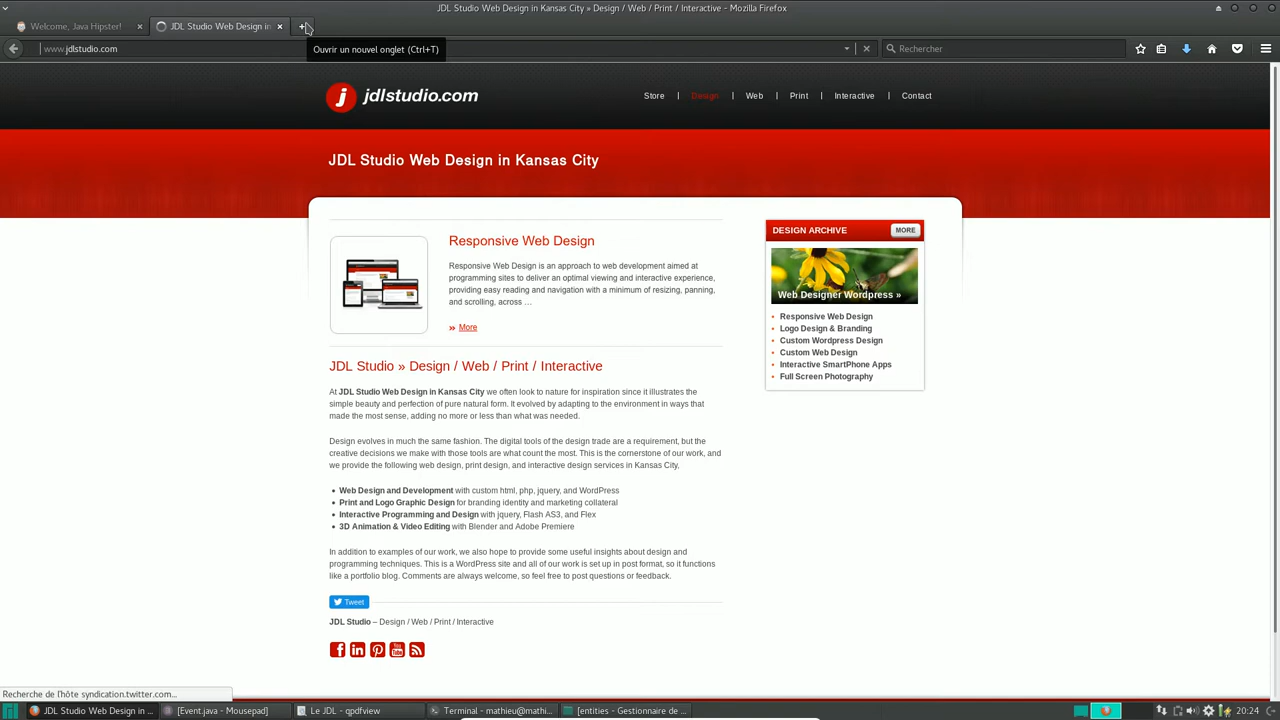 JDL Studio Web Design in Kansas City » Design / Web / Print / Interactive - Mozilla Firefox
Welcome, Java Hipster!
JDL Studio Web Design in
www.jdlstudio.com
Ouvrir un nouvel onglet (Ctrl+T)
Rechercher
j jdlstudio.com
Store | Design | Web | Print | Interactive | Contact
JDL Studio Web Design in Kansas City
Responsive Web Design
Responsive Web Design is an approach to web development aimed at
programming sites to deliver an optimal viewing and interactive experience,
providing easy reading and navigation with a minimum of resizing, panning,
and scrolling, across …
» More
DESIGN ARCHIVE
MORE
Web Designer Wordpress »
• Responsive Web Design
• Logo Design & Branding
• Custom Wordpress Design
• Custom Web Design
• Interactive SmartPhone Apps
• Full Screen Photography
JDL Studio » Design / Web / Print / Interactive
At JDL Studio Web Design in Kansas City we often look to nature for inspiration since it illustrates the
simple beauty and perfection of pure natural form. It evolved by adapting to the environment in ways that
made the most sense, adding no more or less than what was needed.
Design evolves in much the same fashion. The digital tools of the design trade are a requirement, but the
creative decisions we make with those tools are what count the most. This is the cornerstone of our work, and
we provide the following web design, print design, and interactive design services in Kansas City,
• Web Design and Development with custom html, php, jquery, and WordPress
• Print and Logo Graphic Design for branding identity and marketing collateral
• Interactive Programming and Design with jquery, Flash AS3, and Flex
• 3D Animation & Video Editing with Blender and Adobe Premiere
In addition to examples of our work, we also hope to provide some useful insights about design and
programming techniques. This is a WordPress site and all of our work is set up in post format, so it functions
like a portfolio blog. Comments are always welcome, so feel free to post questions or feedback.
Tweet
JDL Studio – Design / Web / Print / Interactive
Recherche de l'hôte syndication.twitter.com...
JDL Studio Web Design in ...
[Event.java - Mousepad]
Le JDL - qpdfview
Terminal - mathieu@mathi...
[entities - Gestionnaire de ...
20:24